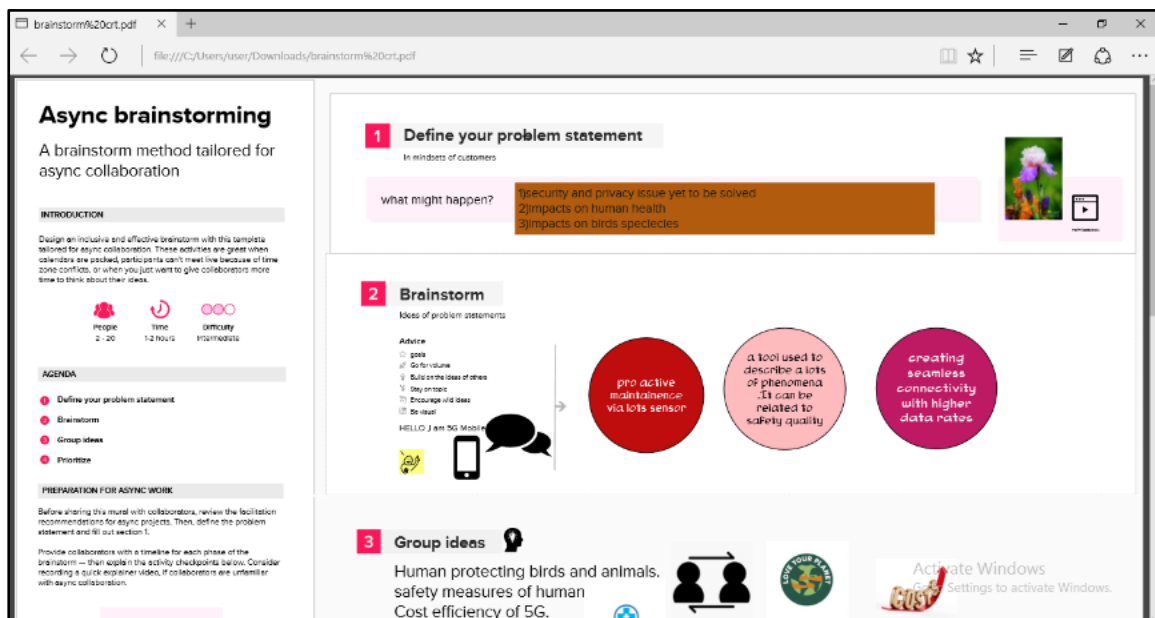 brainstorm%20crt.pdf
file:///C:/Users/user/Downloads/brainstorm%20crt.pdf
Async brainstorming
A brainstorm method tailored for
async collaboration
INTRODUCTION
Design an inclusive and effective brainstorm with this template
tailored for async collaboration. These activities are great when
calendars are packed, participants can't meet live because of time
zone conflicts, or when you just want to give collaborators more
time to think about their ideas.
People
2 - 20
Time
1-2 hours
Difficulty
Intermediate
AGENDA
1 Define your problem statement
2 Brainstorm
3 Group ideas
4 Prioritize
PREPARATION FOR ASYNC WORK
Before sharing this mural with collaborators, review the facilitation
recommendations for async projects. Then, define the problem
statement and fill out section 1.
Provide collaborators with a timeline for each phase of the
brainstorm — then explain the activity checkpoints below. Consider
recording a quick explainer video, if collaborators are unfamiliar
with async collaboration.
1 Define your problem statement
In mindsets of customers
what might happen?
1)security and privacy issue yet to be solved
2)impacts on human health
3)impacts on birds speciecles
2 Brainstorm
Ideas of problem statements
Advice
goals
Go for volume
Build on the ideas of others
Stay on topic
Encourage wild ideas
Be visual
HELLO ,I am 5G Mobile
pro active
maintainence
via Iots sensor
a tool used to
describe a lots
of phenomena
.It can be
related to
safety quality
creating
seamless
connectivity
with higher
data rates
3 Group ideas
Human protecting birds and animals.
safety measures of human
Cost efficiency of 5G.
LOVE YOUR PLANET
COST
Activate Windows
Settings to activate Windows.